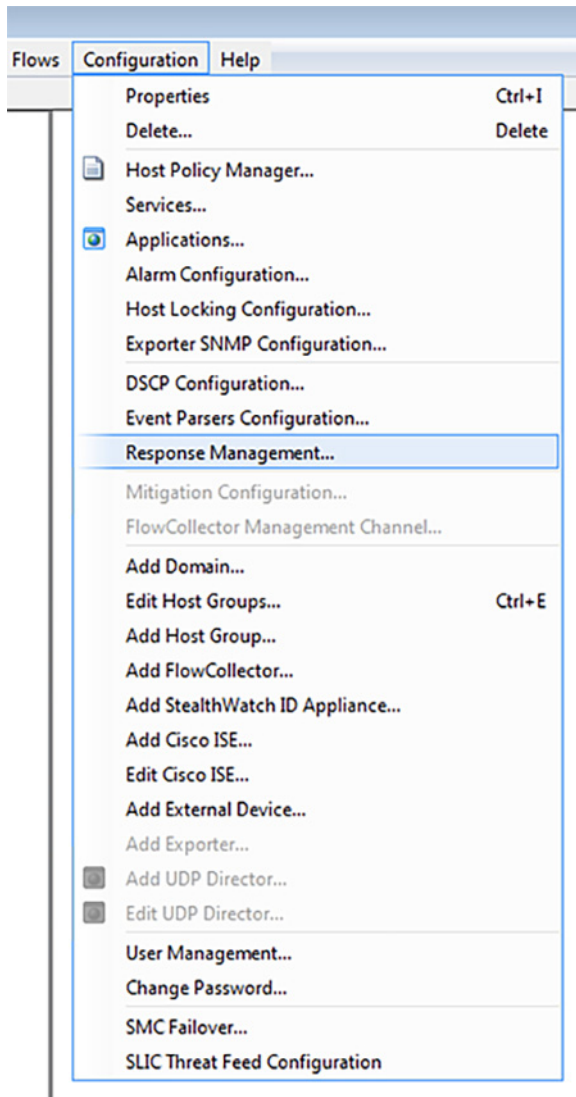 Flows Configuration Help
Properties Ctrl+I
Delete... Delete
Host Policy Manager...
Services...
Applications...
Alarm Configuration...
Host Locking Configuration...
Exporter SNMP Configuration...
DSCP Configuration...
Event Parsers Configuration...
Response Management...
Mitigation Configuration...
FlowCollector Management Channel...
Add Domain...
Edit Host Groups... Ctrl+E
Add Host Group...
Add FlowCollector...
Add StealthWatch ID Appliance...
Add Cisco ISE...
Edit Cisco ISE...
Add External Device...
Add Exporter...
Add UDP Director...
Edit UDP Director...
User Management...
Change Password...
SMC Failover...
SLIC Threat Feed Configuration